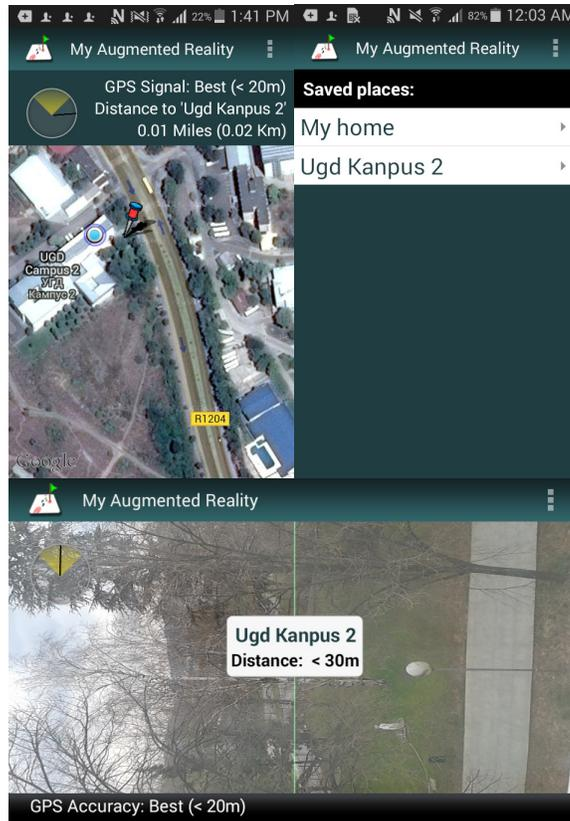 22% 1:41 PM
My Augmented Reality
GPS Signal: Best (< 20m)
Distance to 'Ugd Kanpus 2'
0.01 Miles (0.02 Km)
UGD
Campus 2
УГД
Кампус 2
R1204
Google
82% 12:03 AM
My Augmented Reality
Saved places:
My home
Ugd Kanpus 2
My Augmented Reality
Ugd Kanpus 2
Distance: < 30m
GPS Accuracy: Best (< 20m)